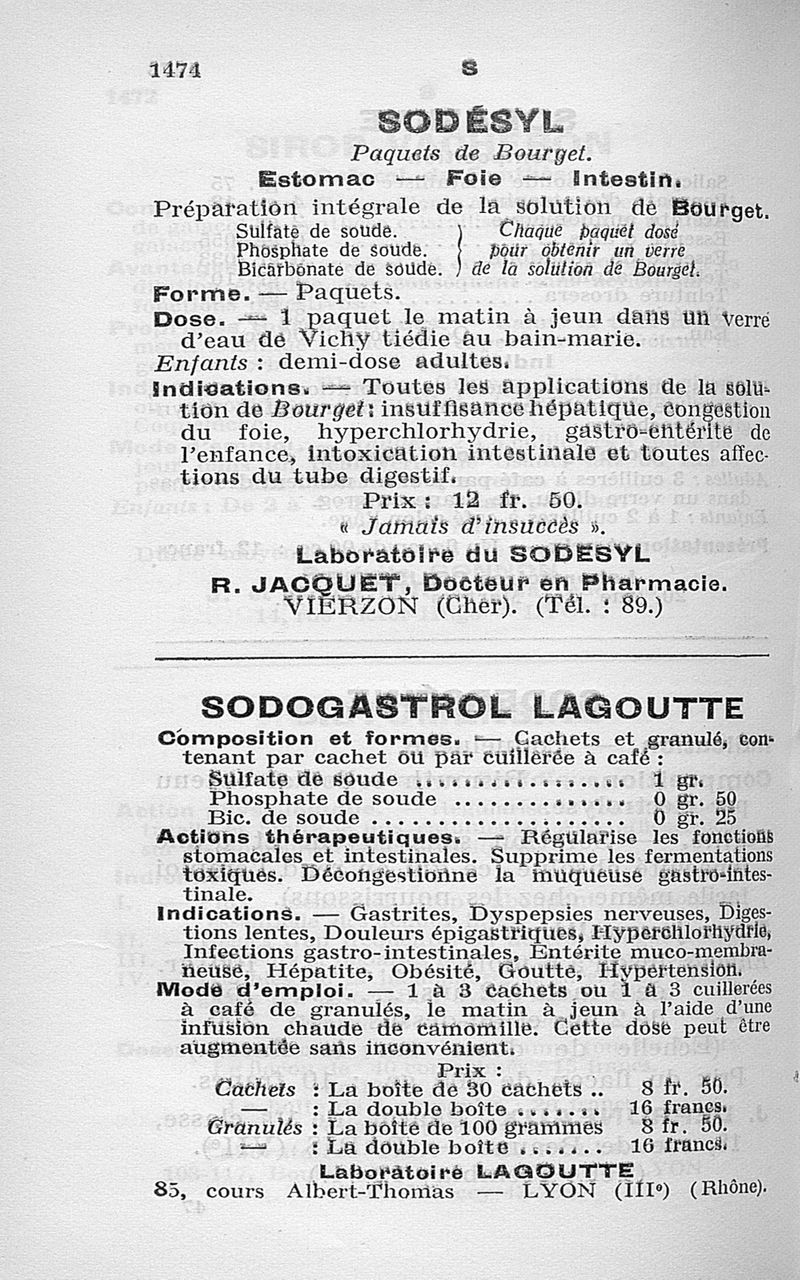 1474
S
SODÉSYL
Paquets de Bourget.
Estomac — Foie — Intestin.
Préparation intégrale de la solution de Bourget.
Sulfate de soude.
Phosphate de soude.
Bicarbonate de soude.
} Chaque paquet dosé
pour obtenir un verre
de la solution de Bourget.
Forme. — Paquets.
Dose. — 1 paquet le matin à jeun dans un verre
d'eau de Vichy tiédie au bain-marie.
Enfants : demi-dose adultes.
Indications. — Toutes les applications de la solu-
tion de Bourget : insuffisance hépatique, congestion
du foie, hyperchlorhydrie, gastro-entérite de
l'enfance, intoxication intestinale et toutes affec-
tions du tube digestif.
Prix : 12 fr. 50.
« Jamais d'insuccès ».
Laboratoire du SODÉSYL
R. JACQUET, Docteur en Pharmacie.
VIERZON (Cher). (Tél. : 89.)
SODOGASTROL LAGOUTTE
Composition et formes. — Cachets et granulé, con-
tenant par cachet ou par cuillerée à café :
Sulfate de soude .................. 1 gr.
Phosphate de soude ............... 0 gr. 50
Bic. de soude ...................... 0 gr. 25
Actions thérapeutiques. — Régularise les fonctions
stomacales et intestinales. Supprime les fermentations
toxiques. Décongestionne la muqueuse gastro-intes-
tinale.
Indications. — Gastrites, Dyspepsies nerveuses, Diges-
tions lentes, Douleurs épigastriques, Hyperchlorhydrie,
Infections gastro-intestinales, Entérite muco-membra-
neuse, Hépatite, Obésité, Goutte, Hypertension.
Mode d'emploi. — 1 à 3 cachets ou 1 à 3 cuillerées
à café de granulés, le matin à jeun à l'aide d'une
infusion chaude de camomille. Cette dose peut être
augmentée sans inconvénient.
Prix :
Cachets : La boîte de 30 cachets .. 8 fr. 50.
— : La double boîte ....... 16 francs.
Granulés : La boîte de 100 grammes 8 fr. 50.
— : La double boîte ....... 16 francs.
Laboratoire LAGOUTTE
85, cours Albert-Thomas — LYON (IIIe) (Rhône).